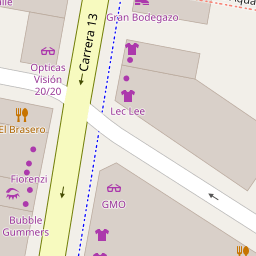 Gran Bodegazo
Carrera 13
Opticas
Visión
20/20
Lec Lee
El Brasero
Fiorenzi
GMO
Bubble
Gummers